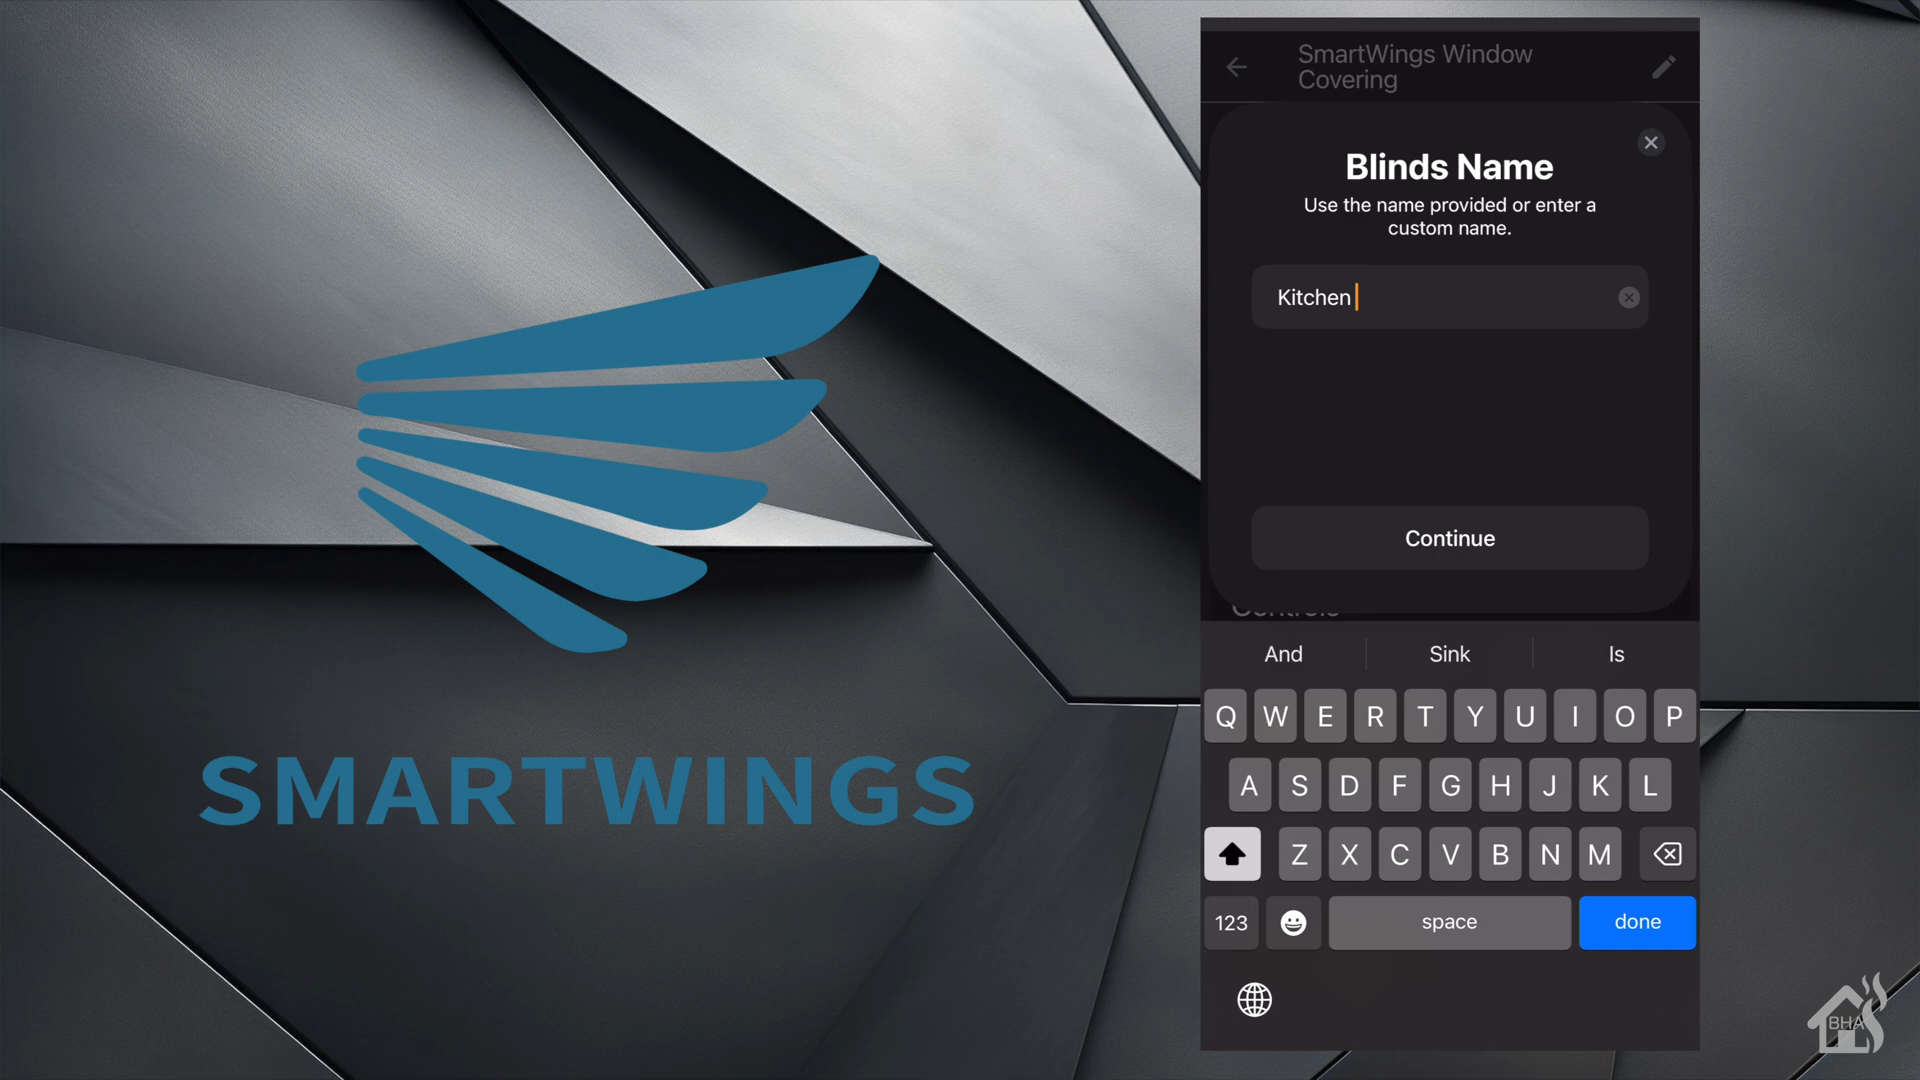 SMARTWINGS
SmartWings Window
Covering
Blinds Name
Use the name provided or enter a
custom name.
Kitchen
Continue
Controls
And Sink Is
Q W E R T Y U I O P
A S D F G H J K L
Z X C V B N M
123 space done
BHA